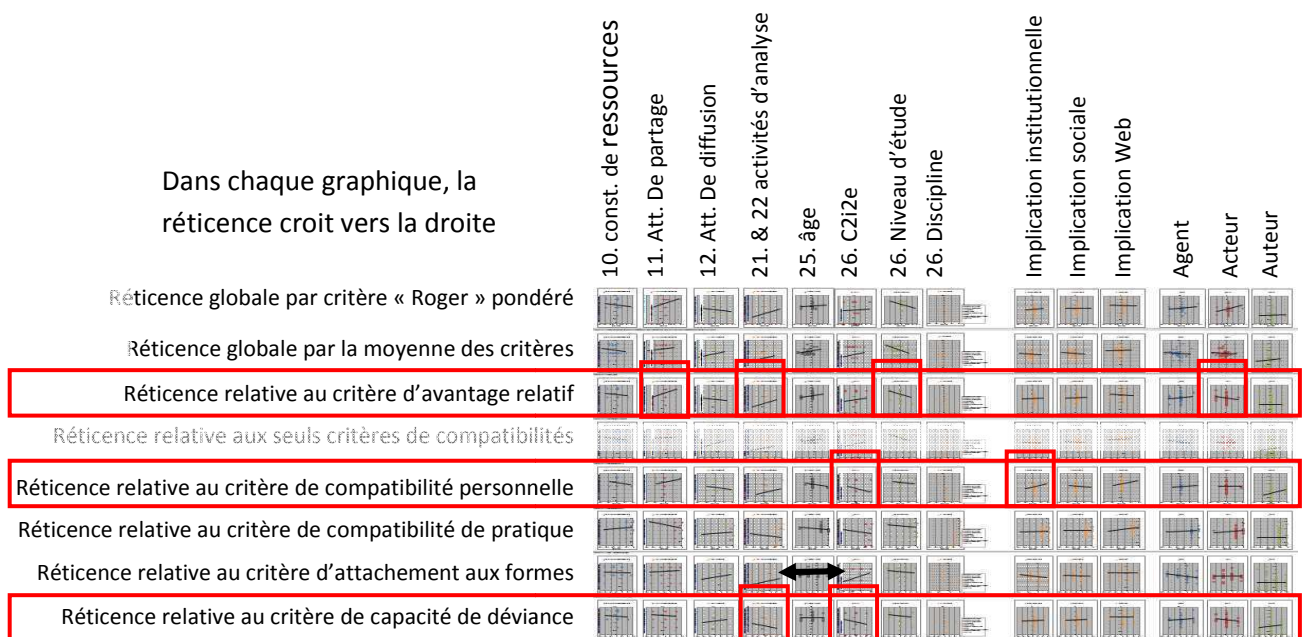 10. const. de ressources
11. Att. De partage
12. Att. De diffusion
21. & 22 activités d'analyse
25. âge
26. C2i2e
26. Niveau d'étude
26. Discipline
Implication institutionnelle
Implication sociale
Implication Web
Agent
Acteur
Auteur
Dans chaque graphique, la
réticence croit vers la droite
Réticence globale par critère « Roger » pondéré
Réticence globale par la moyenne des critères
Réticence relative au critère d'avantage relatif
Réticence relative aux seuls critères de compatibilités
Réticence relative au critère de compatibilité personnelle
Réticence relative au critère de compatibilité de pratique
Réticence relative au critère d'attachement aux formes
Réticence relative au critère de capacité de déviance